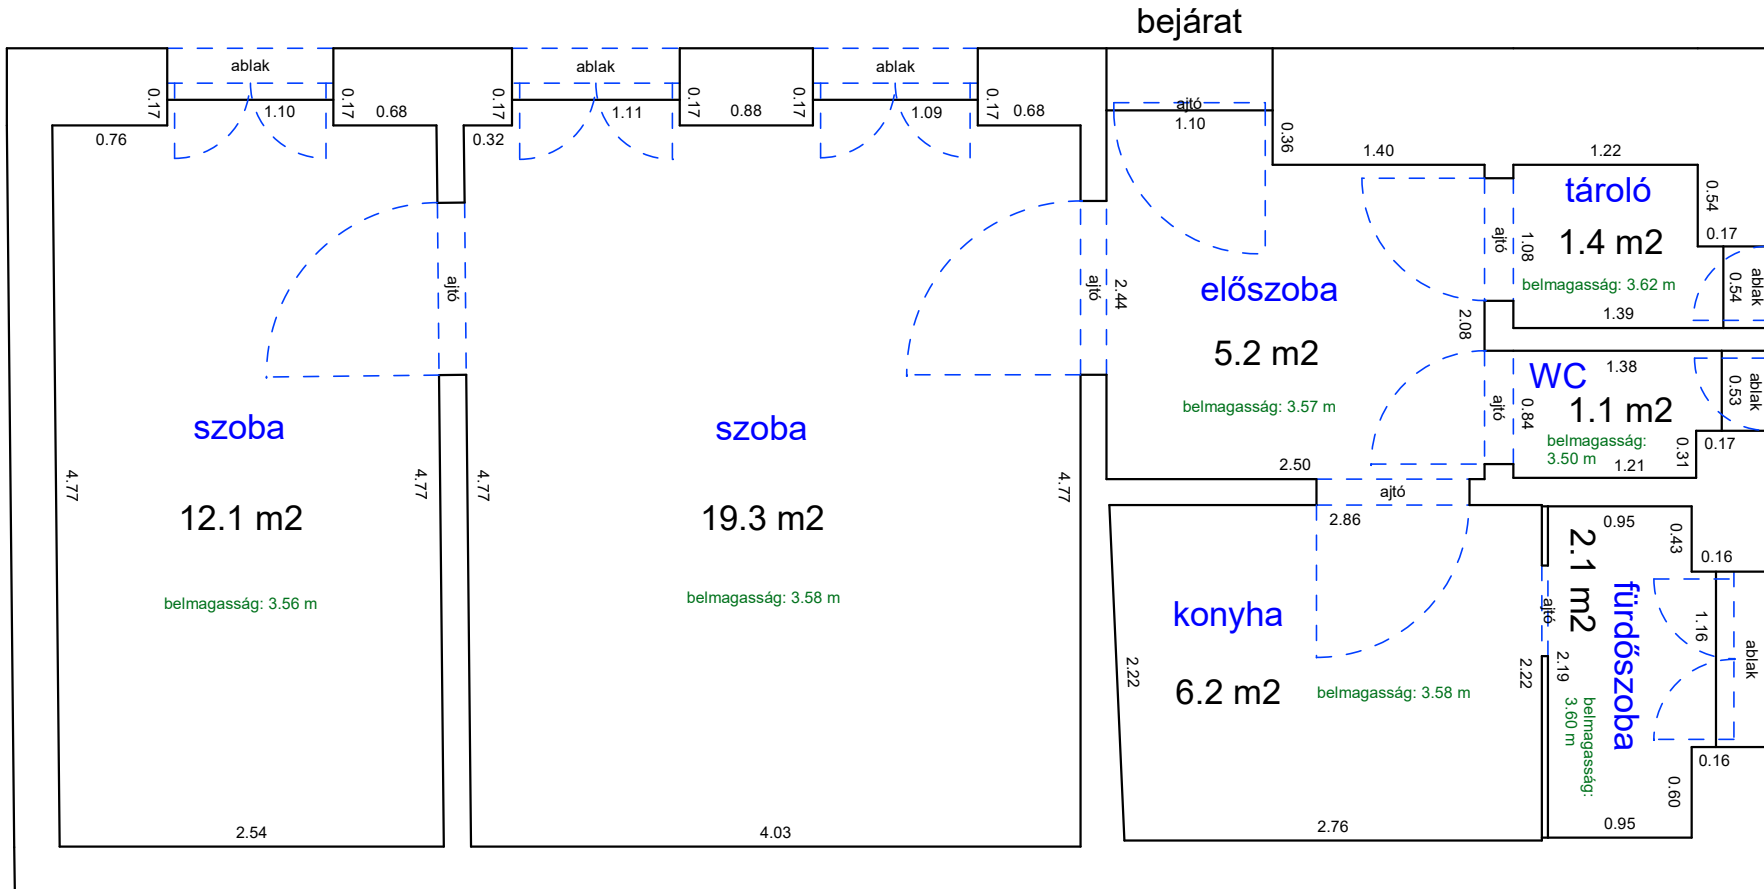 bejárat
ablak
ablak
ablak
0.17
1.10
0.17
0.68
0.17
1.11
0.17
0.88
0.17
1.09
0.17
0.68
0.76
0.32
ajtó
1.10
0.36
1.40
1.22
tároló
0.54
0.17
1.4 m2
ajtó
1.08
belmagasság: 3.62 m
0.54
ablak
1.39
ajtó
ajtó
2.44
előszoba
5.2 m2
2.08
belmagasság: 3.57 m
1.38
WC
1.1 m2
ajtó
0.84
0.53
ablak
belmagasság:
3.50 m
1.21
0.31
0.17
szoba
szoba
4.77
4.77
4.77
4.77
12.1 m2
19.3 m2
belmagasság: 3.56 m
belmagasság: 3.58 m
2.50
ajtó
2.86
0.95
0.43
0.16
2.1 m2
fürdőszoba
ajtó
1.16
ablak
konyha
2.22
2.22
2.19
6.2 m2
belmagasság: 3.58 m
belmagasság:
3.60 m
0.16
0.60
0.95
2.54
4.03
2.76